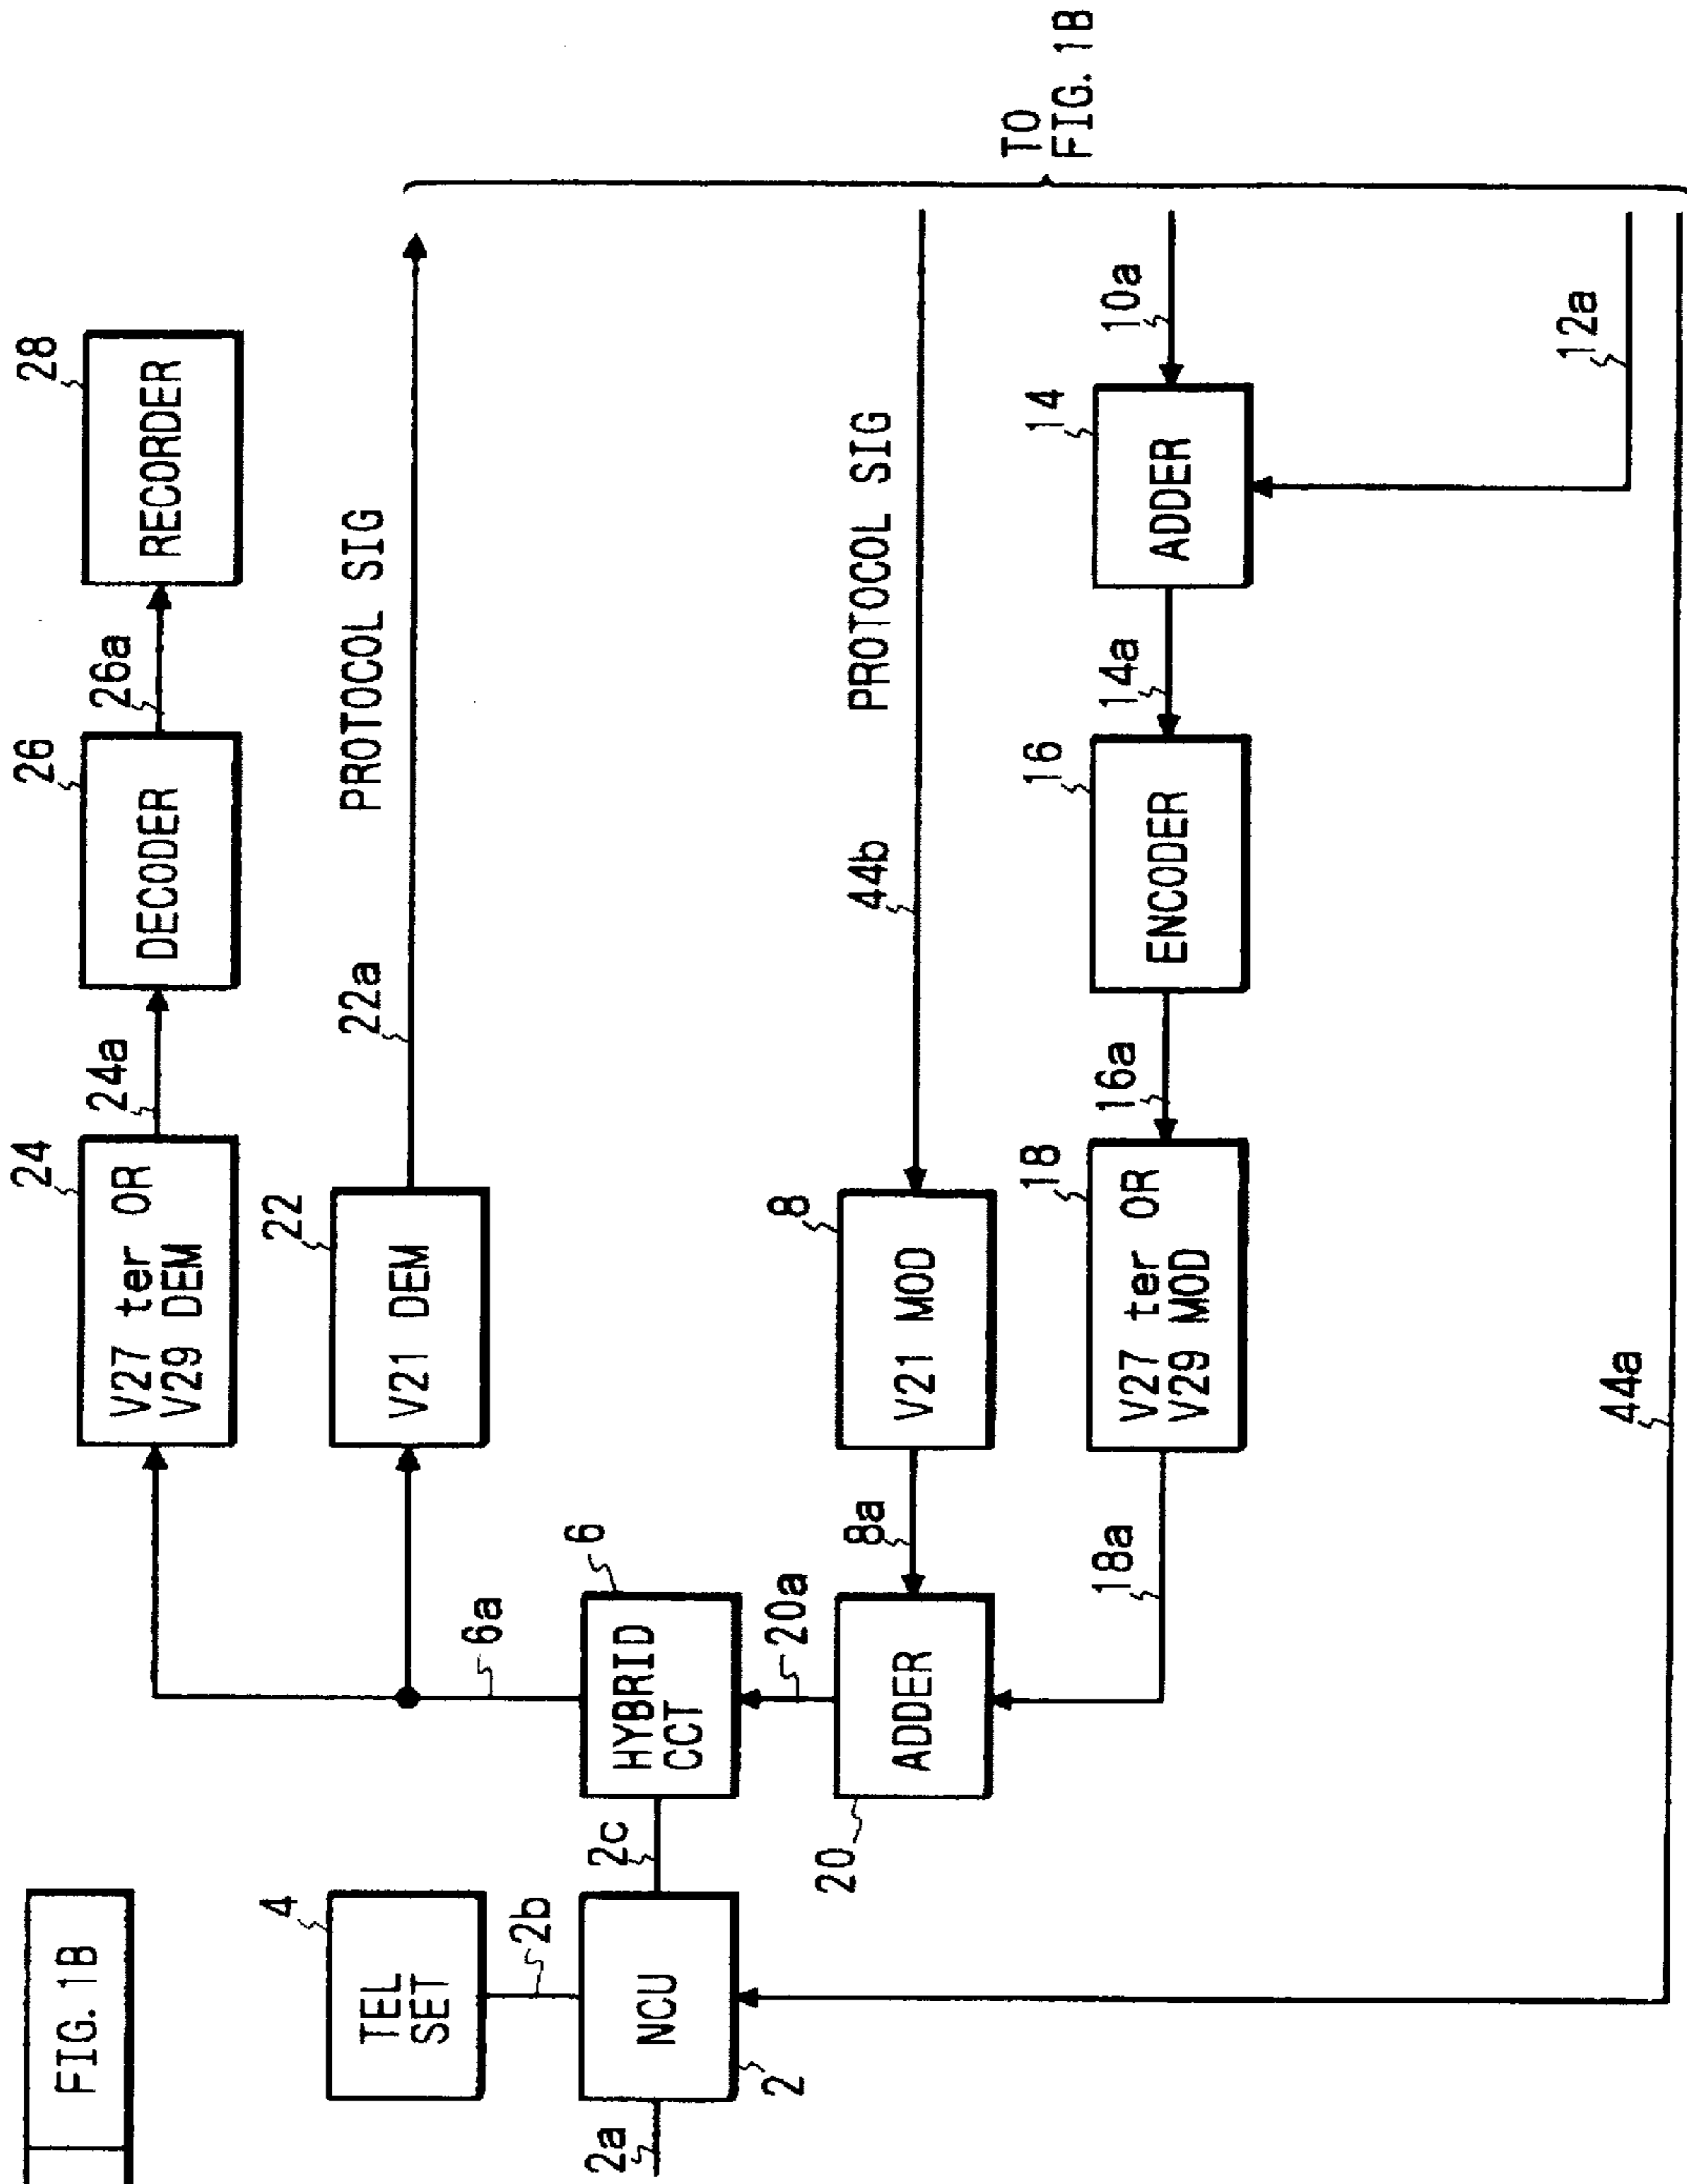 FIG. 1B
4
TEL
SET
2b
2a
NCU
2
2c
6
HYBRID
CCT
6a
20a
20
ADDER
8a
18a
24
V27 ter OR
V29 DEM
24a
26
DECODER
26a
28
RECORDER
22
V21 DEM
22a
PROTOCOL SIG
8
V21 MOD
44b
PROTOCOL SIG
18
V27 ter OR
V29 MOD
16a
16
ENCODER
14a
14
ADDER
10a
12a
44a
TO
FIG. 1B